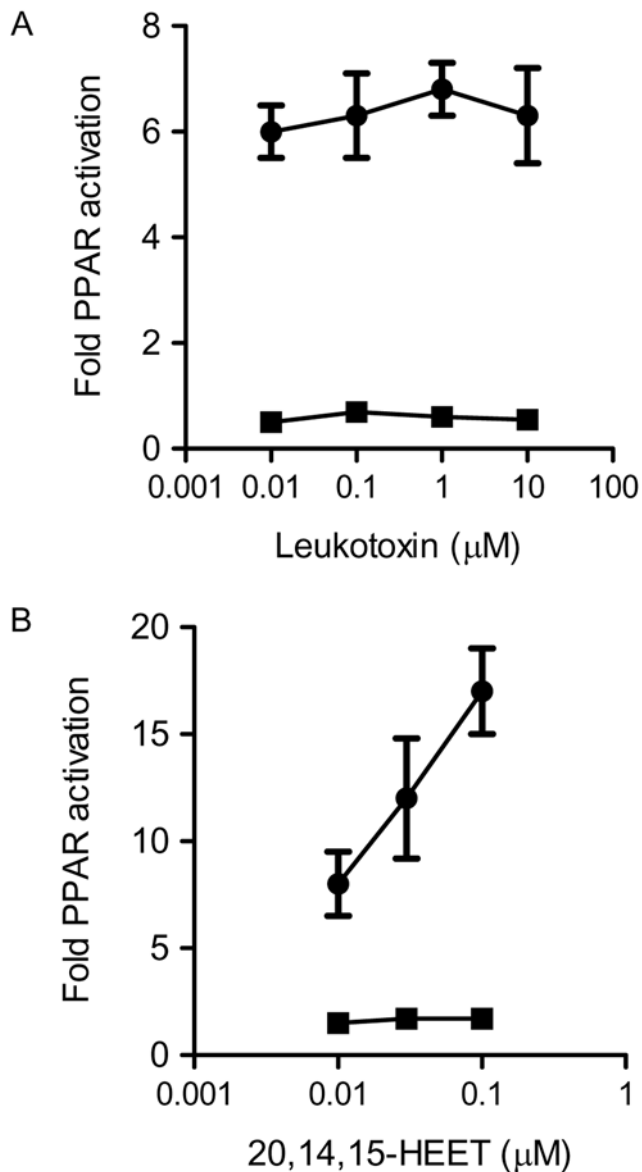 A
Fold PPAR activation
8
6
4
2
0
0.001 0.01 0.1 1 10 100
Leukotoxin (μM)
B
Fold PPAR activation
20
15
10
5
0
0.001 0.01 0.1 1
20,14,15-HEET (μM)